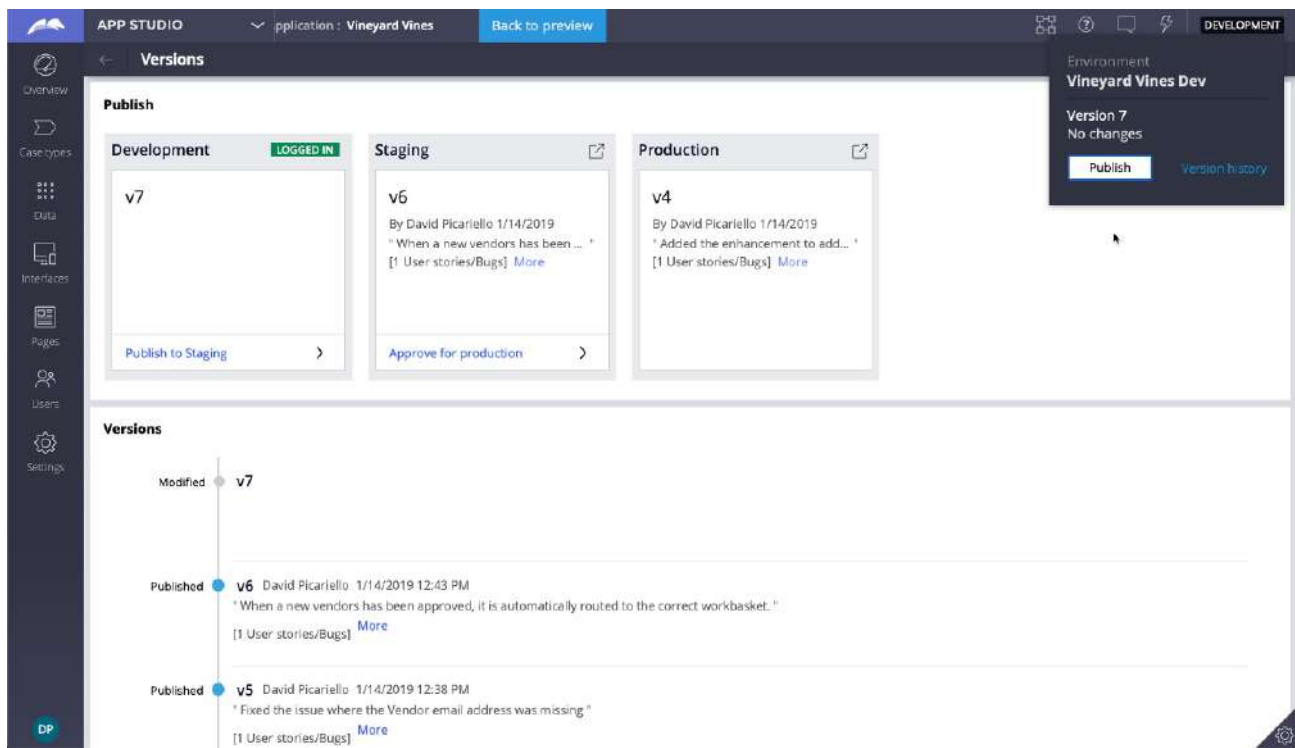 APP STUDIO
pplication : Vineyard Vines
Back to preview
DEVELOPMENT
Versions
Environment
Vineyard Vines Dev
Version 7
No changes
Publish
Version history
Overview
Case types
Data
Interfaces
Pages
Users
Settings
DP
Publish
Development
LOGGED IN
v7
Publish to Staging
Staging
v6
By David Picariello 1/14/2019
" When a new vendors has been ... "
[1 User stories/Bugs] More
Approve for production
Production
v4
By David Picariello 1/14/2019
" Added the enhancement to add... "
[1 User stories/Bugs] More
Versions
Modified v7
Published v6 David Picariello 1/14/2019 12:43 PM
" When a new vendors has been approved, it is automatically routed to the correct workbasket. "
[1 User stories/Bugs] More
Published v5 David Picariello 1/14/2019 12:38 PM
" Fixed the issue where the Vendor email address was missing "
[1 User stories/Bugs] More